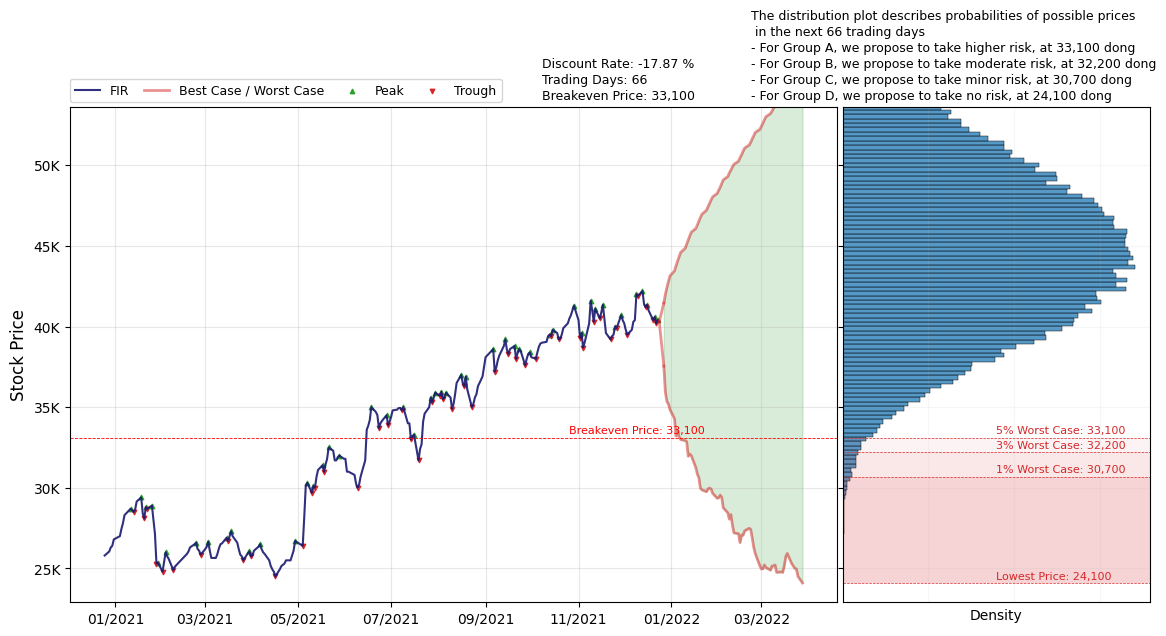 The distribution plot describes probabilities of possible prices
in the next 66 trading days
- For Group A, we propose to take higher risk, at 33,100 dong
- For Group B, we propose to take moderate risk, at 32,200 dong
- For Group C, we propose to take minor risk, at 30,700 dong
- For Group D, we propose to take no risk, at 24,100 dong
Discount Rate: -17.87 %
Trading Days: 66
Breakeven Price: 33,100
FIR
Best Case / Worst Case
Peak
Trough
Stock Price
50K
45K
40K
35K
30K
25K
Breakeven Price: 33,100
5% Worst Case: 33,100
3% Worst Case: 32,200
1% Worst Case: 30,700
Lowest Price: 24,100
01/2021
03/2021
05/2021
07/2021
09/2021
11/2021
01/2022
03/2022
Density